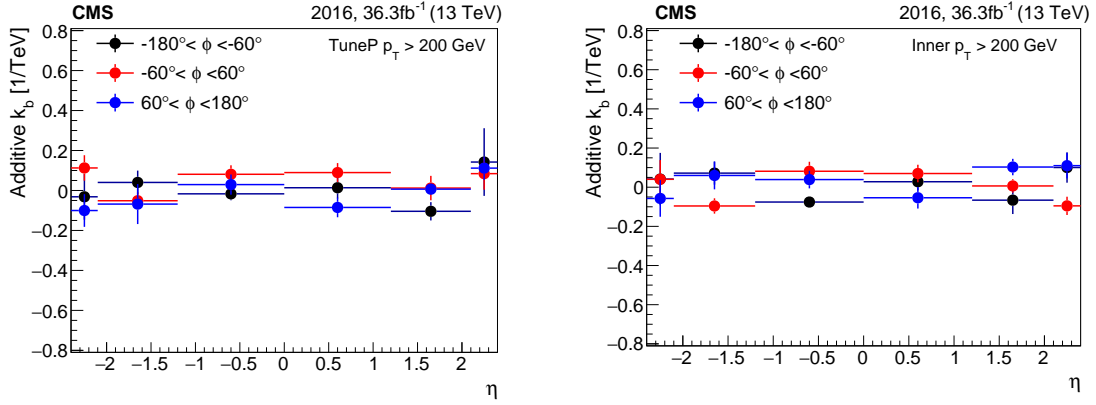 CMS 2016, 36.3fb⁻¹ (13 TeV)
Additive k_b [1/TeV]
0.8
0.6
0.4
0.2
0
−0.2
−0.4
−0.6
−0.8
-180°< ϕ <-60°
-60°< ϕ <60°
60°< ϕ <180°
TuneP p_T > 200 GeV
−2 −1.5 −1 −0.5 0 0.5 1 1.5 2
η
CMS 2016, 36.3fb⁻¹ (13 TeV)
Additive k_b [1/TeV]
0.8
0.6
0.4
0.2
0
−0.2
−0.4
−0.6
−0.8
-180°< ϕ <-60°
-60°< ϕ <60°
60°< ϕ <180°
Inner p_T > 200 GeV
−2 −1.5 −1 −0.5 0 0.5 1 1.5 2
η